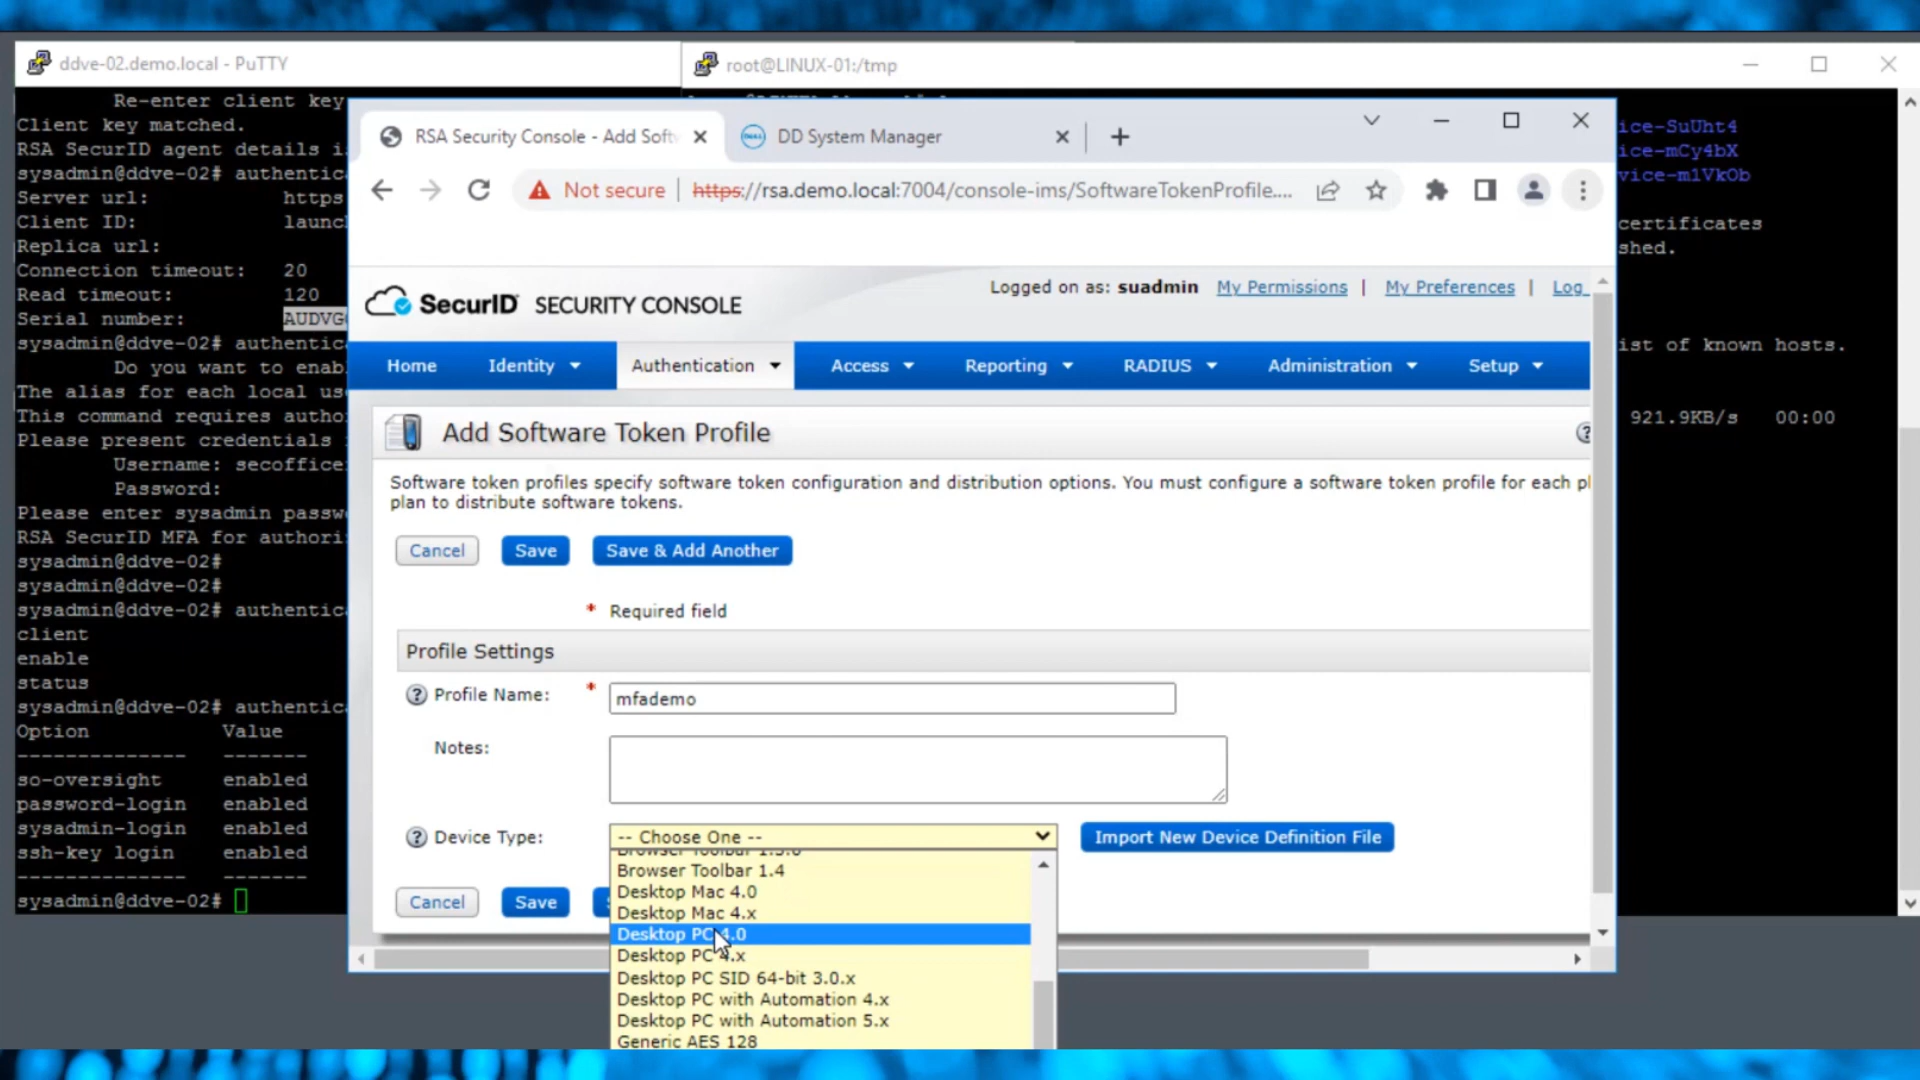 ddve-02.demo.local - PuTTY
root@LINUX-01:/tmp
Re-enter client key
Client key matched.
RSA SecurID agent details i
sysadmin@ddve-02# authentic
Server url: https
Client ID: launc
Replica url:
Connection timeout: 20
Read timeout: 120
Serial number: AUDVG
sysadmin@ddve-02# authentic
Do you want to enab
The alias for each local us
This command requires autho
Please present credentials
Username: secofficer
Password:
Please enter sysadmin passw
RSA SecurID MFA for authori
sysadmin@ddve-02#
sysadmin@ddve-02#
sysadmin@ddve-02# authentic
client
enable
status
sysadmin@ddve-02# authentic
Option Value
-------------- -------
so-oversight enabled
password-login enabled
sysadmin-login enabled
ssh-key login enabled
-------------- -------
sysadmin@ddve-02#
RSA Security Console - Add Soft
DD System Manager
Not secure | https://rsa.demo.local:7004/console-ims/SoftwareTokenProfile....
Logged on as: suadmin My Permissions | My Preferences | Log
SecurID SECURITY CONSOLE
Home Identity Authentication Access Reporting RADIUS Administration Setup
Add Software Token Profile
Software token profiles specify software token configuration and distribution options. You must configure a software token profile for each pl
plan to distribute software tokens.
Cancel Save Save & Add Another
* Required field
Profile Settings
Profile Name: * mfademo
Notes:
Device Type: -- Choose One -- Import New Device Definition File
Browser Toolbar 1.3.0
Browser Toolbar 1.4
Desktop Mac 4.0
Desktop Mac 4.x
Desktop PC 4.0
Desktop PC 4.x
Desktop PC SID 64-bit 3.0.x
Desktop PC with Automation 4.x
Desktop PC with Automation 5.x
Generic AES 128
Cancel Save S
ice-SuUht4
ice-mCy4bX
vice-m1VkOb
certificates
shed.
ist of known hosts.
921.9KB/s 00:00